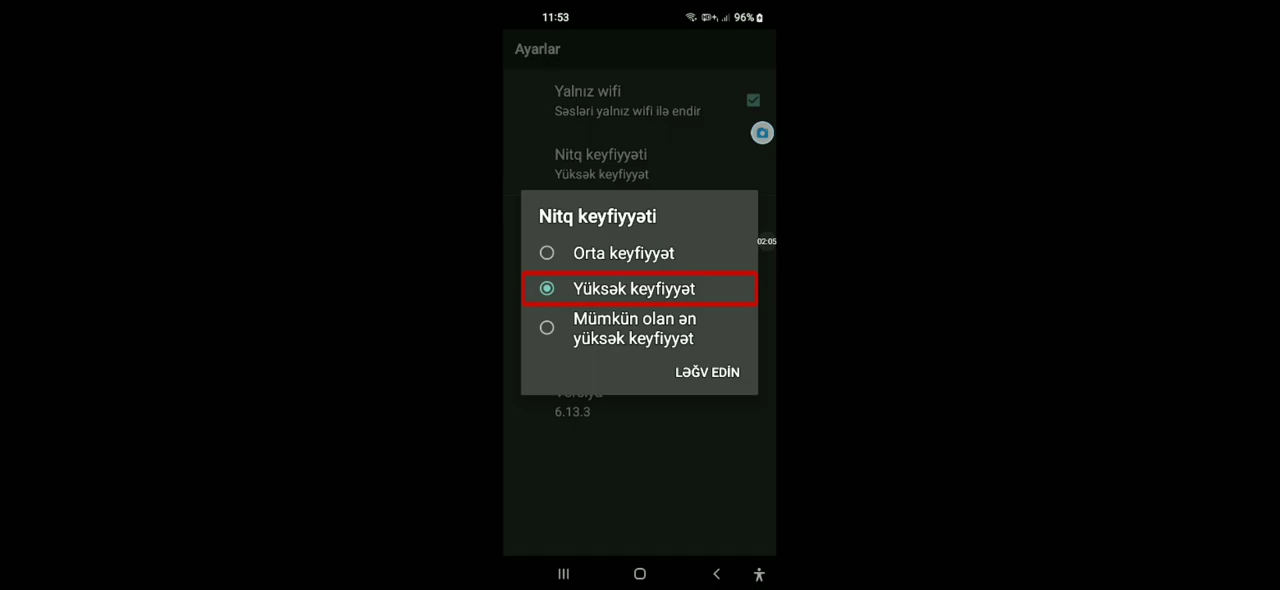 11:53
96%
Ayarlar
Yalnız wifi
Səsləri yalnız wifi ilə endir
Nitq keyfiyyəti
Yüksək keyfiyyət
Nitq keyfiyyəti
02:05
Orta keyfiyyət
Yüksək keyfiyyət
Mümkün olan ən
yüksək keyfiyyət
LƏĞV EDİN
6.13.3